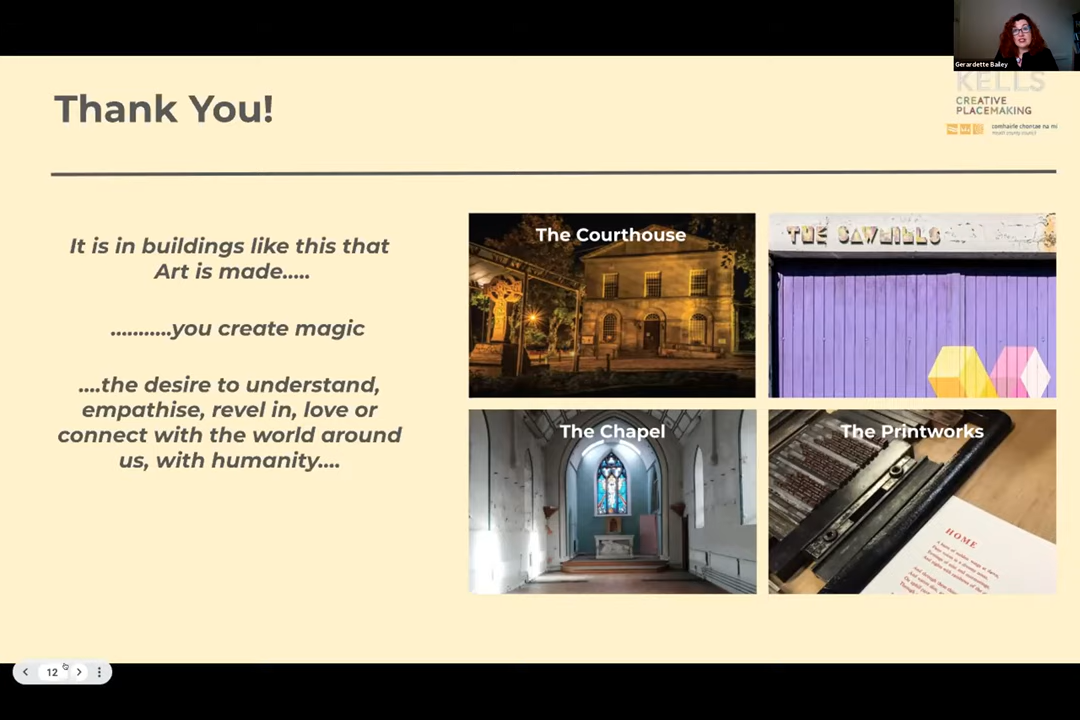 Gerardette Bailey
KELLS
CREATIVE
PLACEMAKING
comhairle chontae na mí
meath county council
Thank You!
It is in buildings like this that
Art is made.....
...........you create magic
....the desire to understand,
empathise, revel in, love or
connect with the world around
us, with humanity....
The Courthouse
THE SAWMILLS
The Chapel
The Printworks
HOME
12